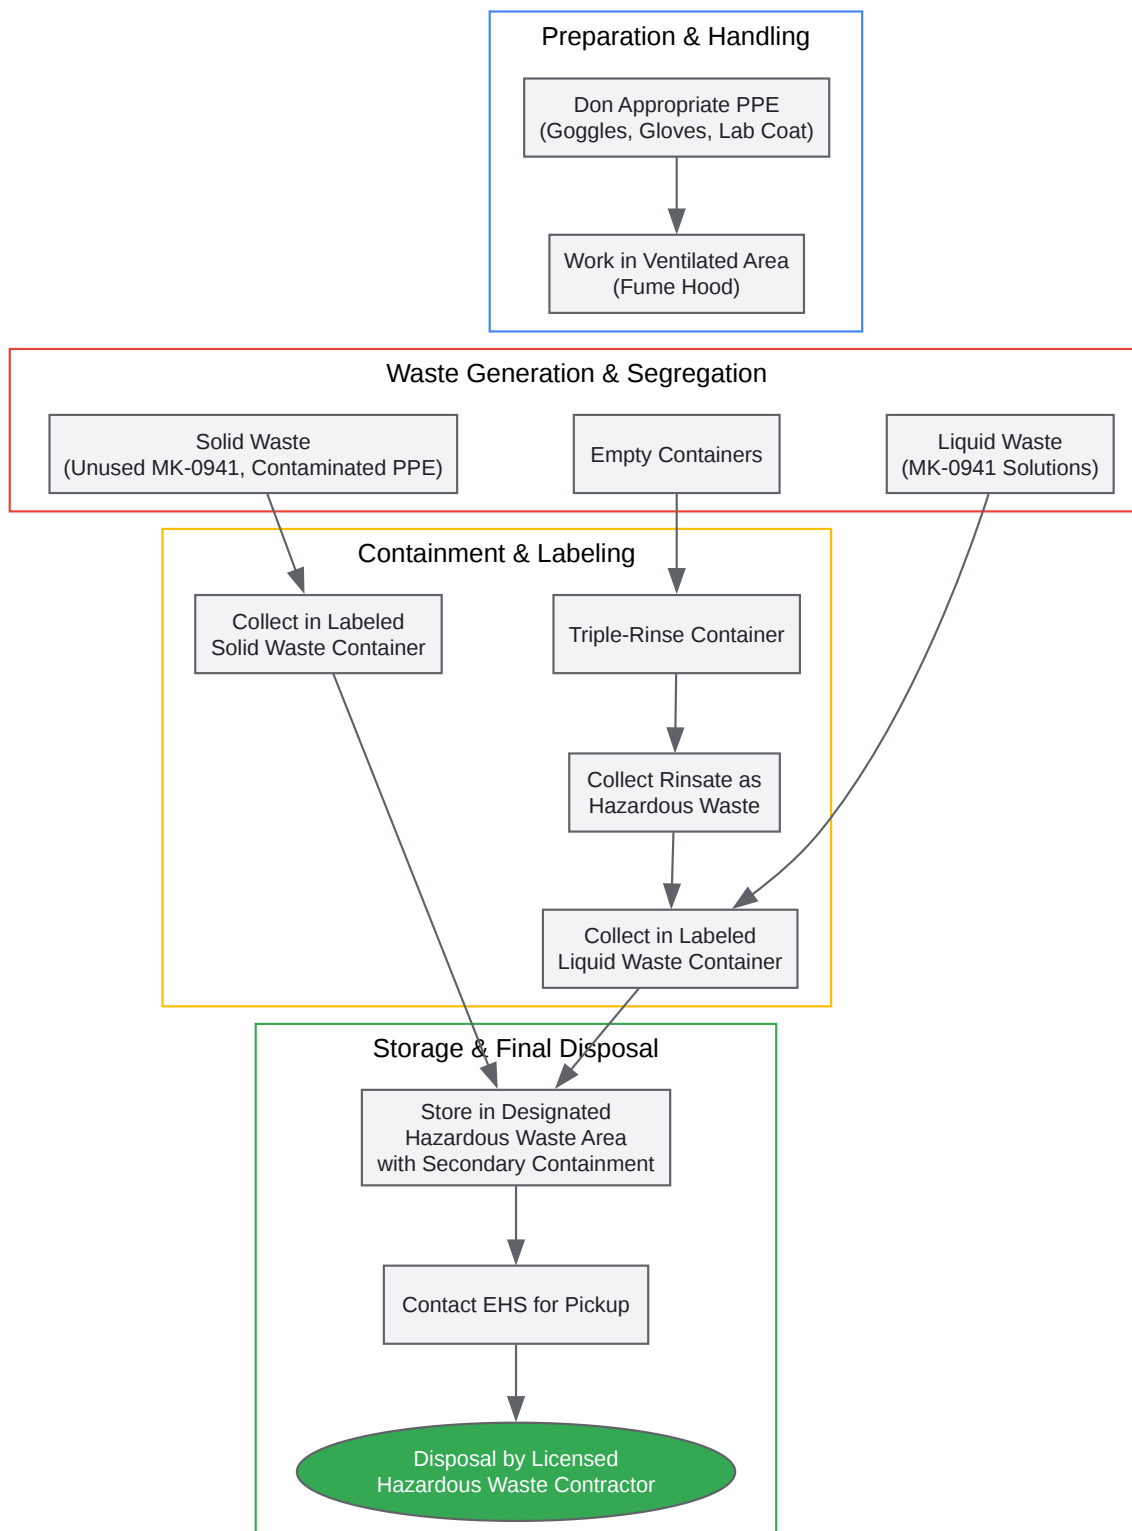 Preparation & Handling
Don Appropriate PPE
(Goggles, Gloves, Lab Coat)
Work in Ventilated Area
(Fume Hood)
Waste Generation & Segregation
Solid Waste
(Unused MK-0941, Contaminated PPE)
Empty Containers
Liquid Waste
(MK-0941 Solutions)
Containment & Labeling
Collect in Labeled
Solid Waste Container
Triple-Rinse Container
Collect Rinsate as
Hazardous Waste
Collect in Labeled
Liquid Waste Container
Storage & Final Disposal
Store in Designated
Hazardous Waste Area
with Secondary Containment
Contact EHS for Pickup
Disposal by Licensed
Hazardous Waste Contractor